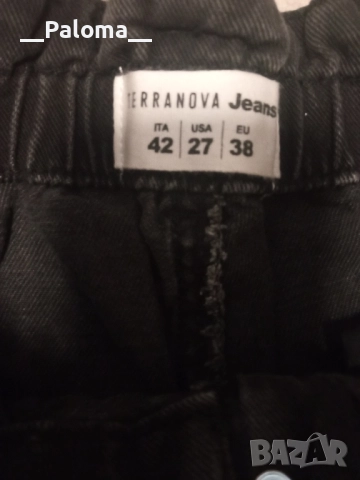 __Paloma__
TERRANOVA Jeans
ITA USA EU
42 27 38
BAZAR